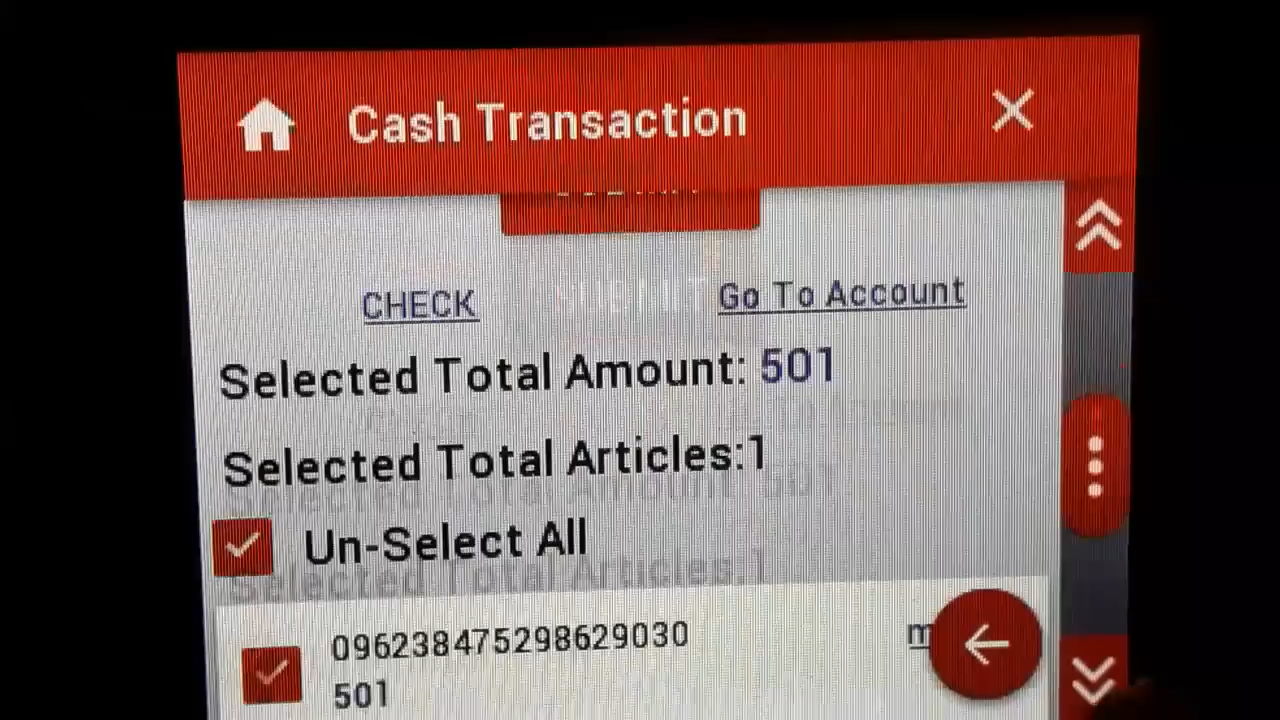 Cash Transaction
CHECK
Go To Account
Selected Total Amount: 501
Selected Total Articles:1
Un-Select All
096238475298629030
501